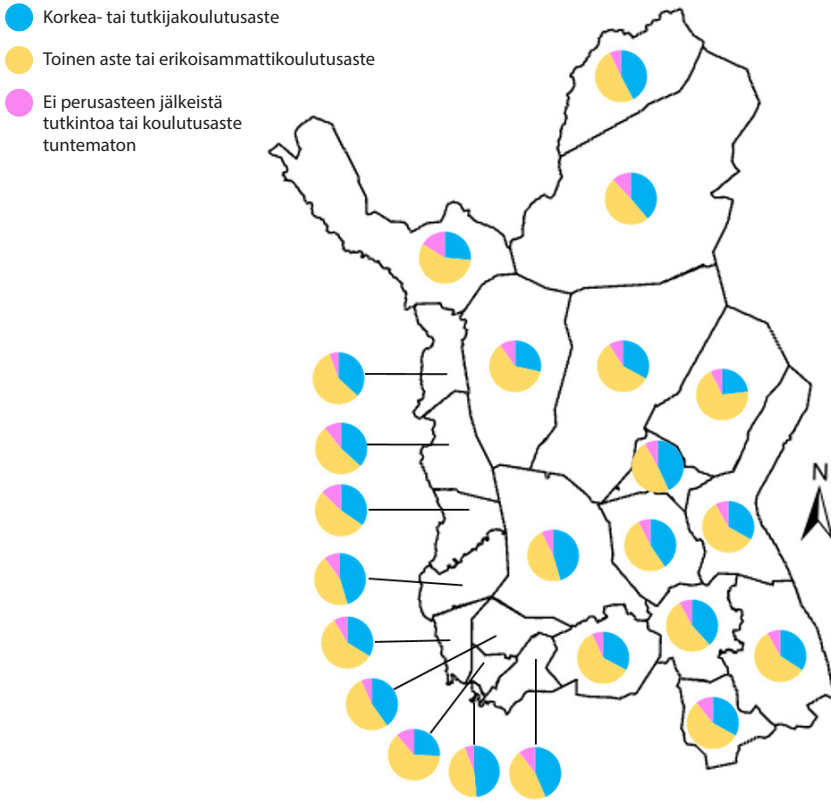 Korkea- tai tutkijakoulutusaste
Toinen aste tai erikoisammattikoulutusaste
Ei perusasteen jälkeistä
tutkintoa tai koulutusaste
tuntematon
N